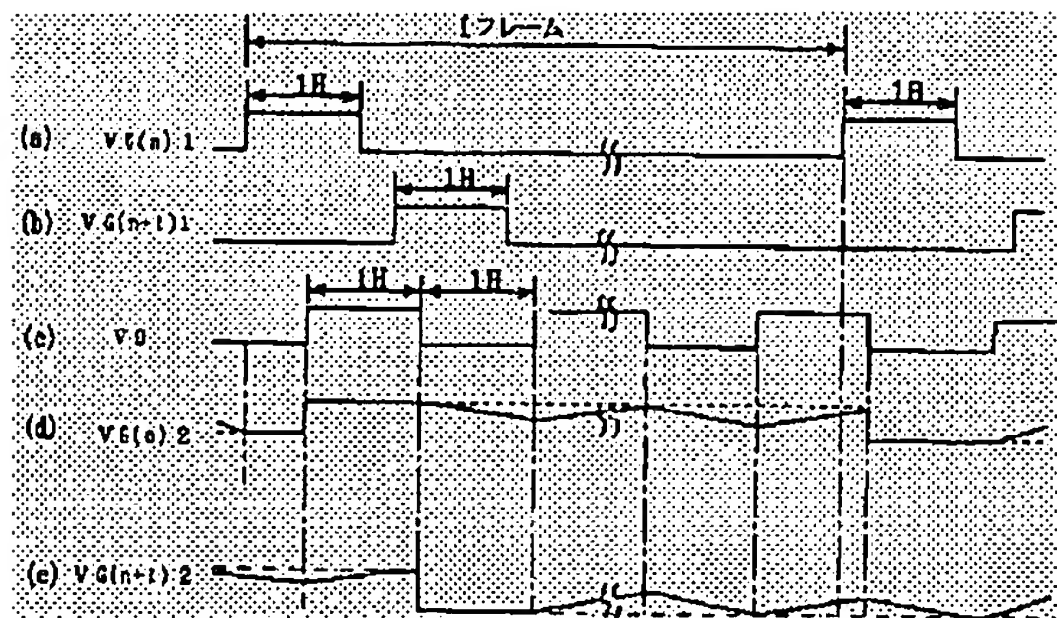 1フレーム
1H 1H
(a) VG(n) 1
1H
(b) VG(n+1) 1
1H 1H
(c) VD
(d) VG(n) 2
(e) VG(n+1) 2